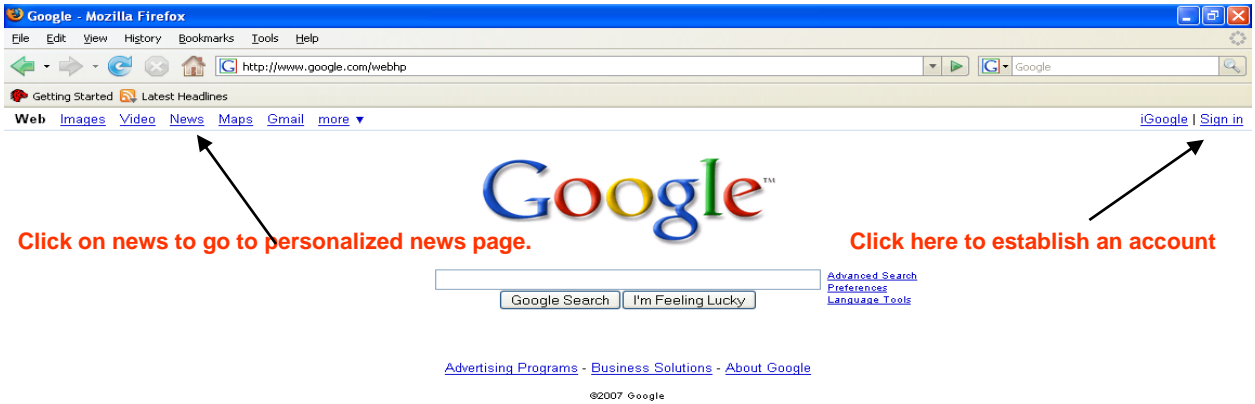 Google - Mozilla Firefox
File Edit View History Bookmarks Tools Help
G http://www.google.com/webhp G Google
Getting Started Latest Headlines
Web Images Video News Maps Gmail more ▼ iGoogle | Sign in
Google™
Click on news to go to personalized news page. Click here to establish an account
Advanced Search
Preferences
Language Tools
Google Search I'm Feeling Lucky
Advertising Programs - Business Solutions - About Google
©2007 Google